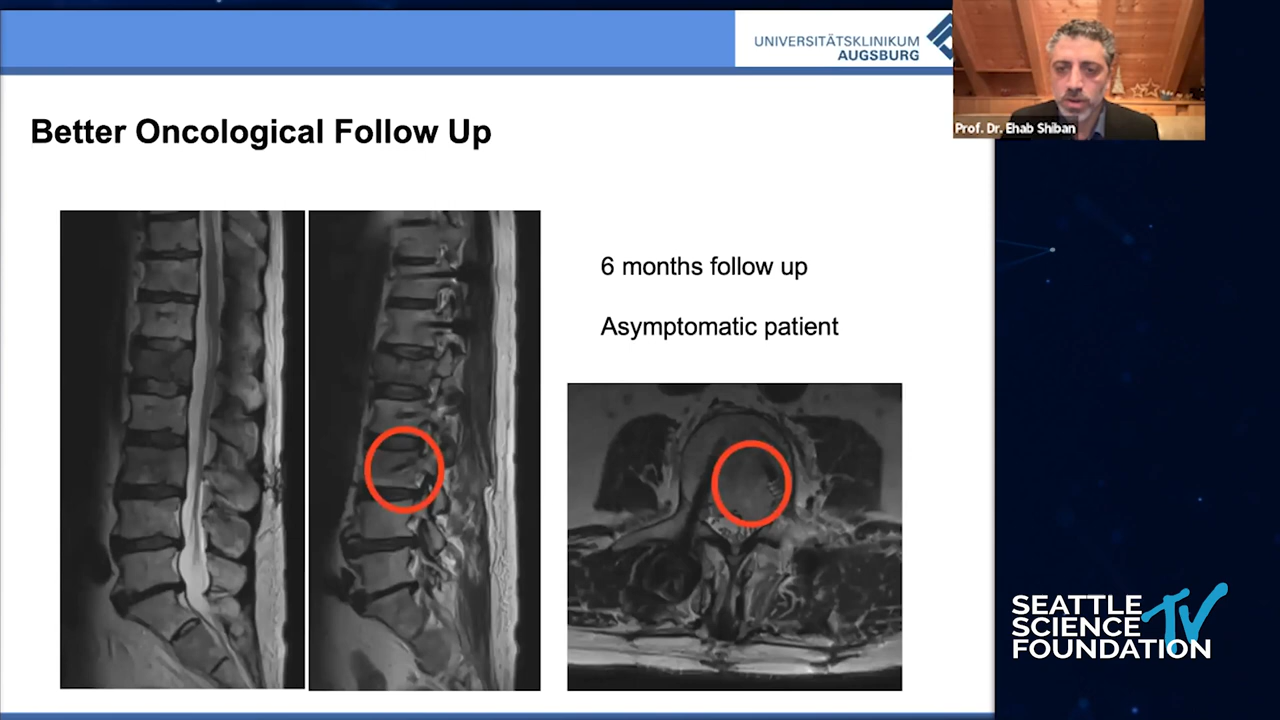 UNIVERSITÄTSKLINIKUM
AUGSBURG
Prof. Dr. Ehab Shiban
Better Oncological Follow Up
6 months follow up
Asymptomatic patient
SEATTLE
SCIENCE
FOUNDATION
TV